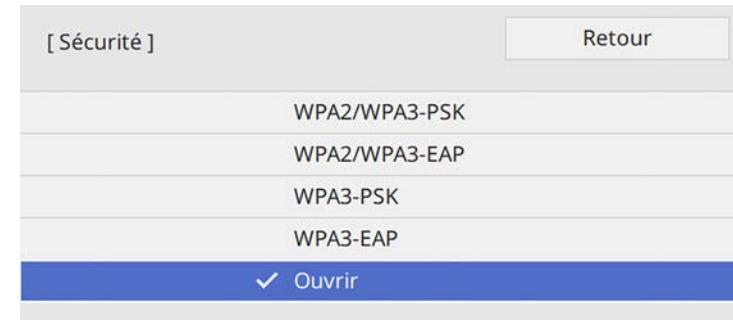 [ Sécurité ]
Retour
WPA2/WPA3-PSK
WPA2/WPA3-EAP
WPA3-PSK
WPA3-EAP
✓ Ouvrir